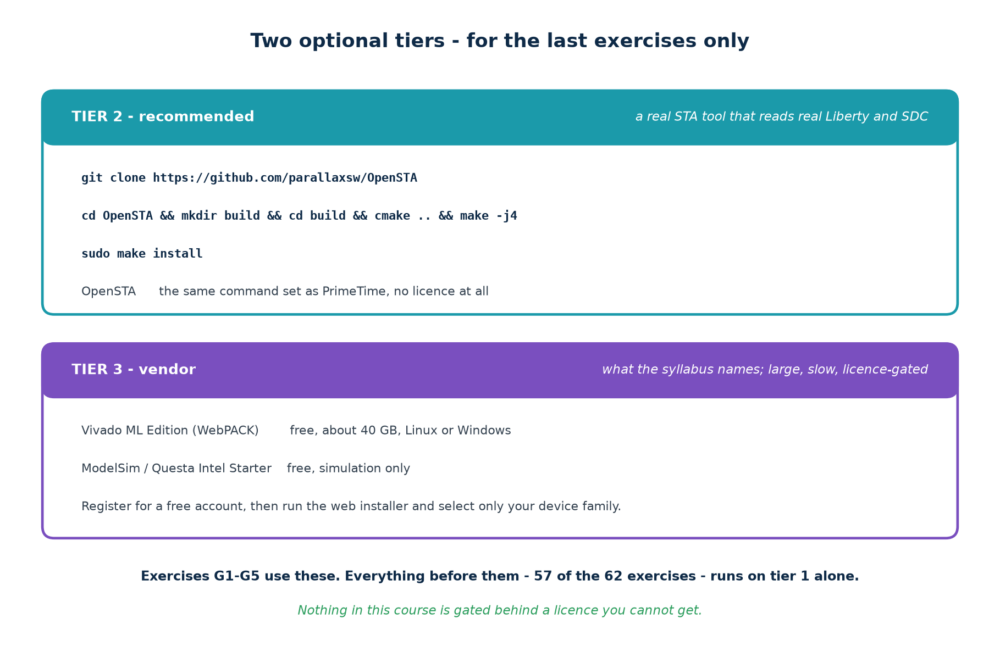 Two optional tiers - for the last exercises only
TIER 2 - recommended
a real STA tool that reads real Liberty and SDC
git clone https://github.com/parallaxsw/OpenSTA
cd OpenSTA && mkdir build && cd build && cmake .. && make -j4
sudo make install
OpenSTA the same command set as PrimeTime, no licence at all
TIER 3 - vendor
what the syllabus names; large, slow, licence-gated
Vivado ML Edition (WebPACK) free, about 40 GB, Linux or Windows
ModelSim / Questa Intel Starter free, simulation only
Register for a free account, then run the web installer and select only your device family.
Exercises G1-G5 use these. Everything before them - 57 of the 62 exercises - runs on tier 1 alone.
Nothing in this course is gated behind a licence you cannot get.